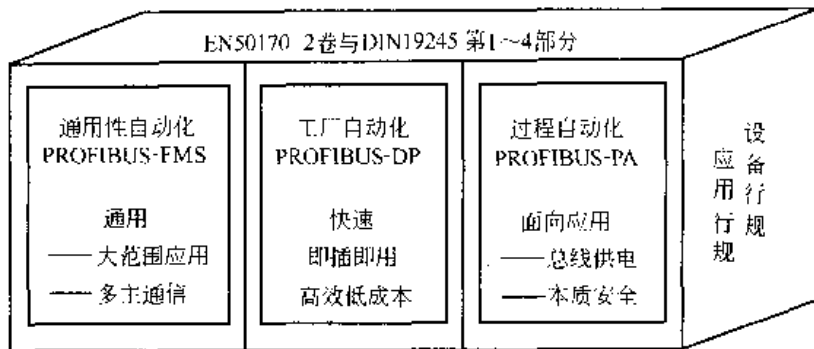 EN50170 2卷与DIN19245 第1~4部分
通用性自动化
PROFIBUS-FMS
通用
——大范围应用
——多主通信
工厂自动化
PROFIBUS-DP
快速
即插即用
高效低成本
过程自动化
PROFIBUS-PA
面向应用
——总线供电
——本质安全
应用行规
设备行规